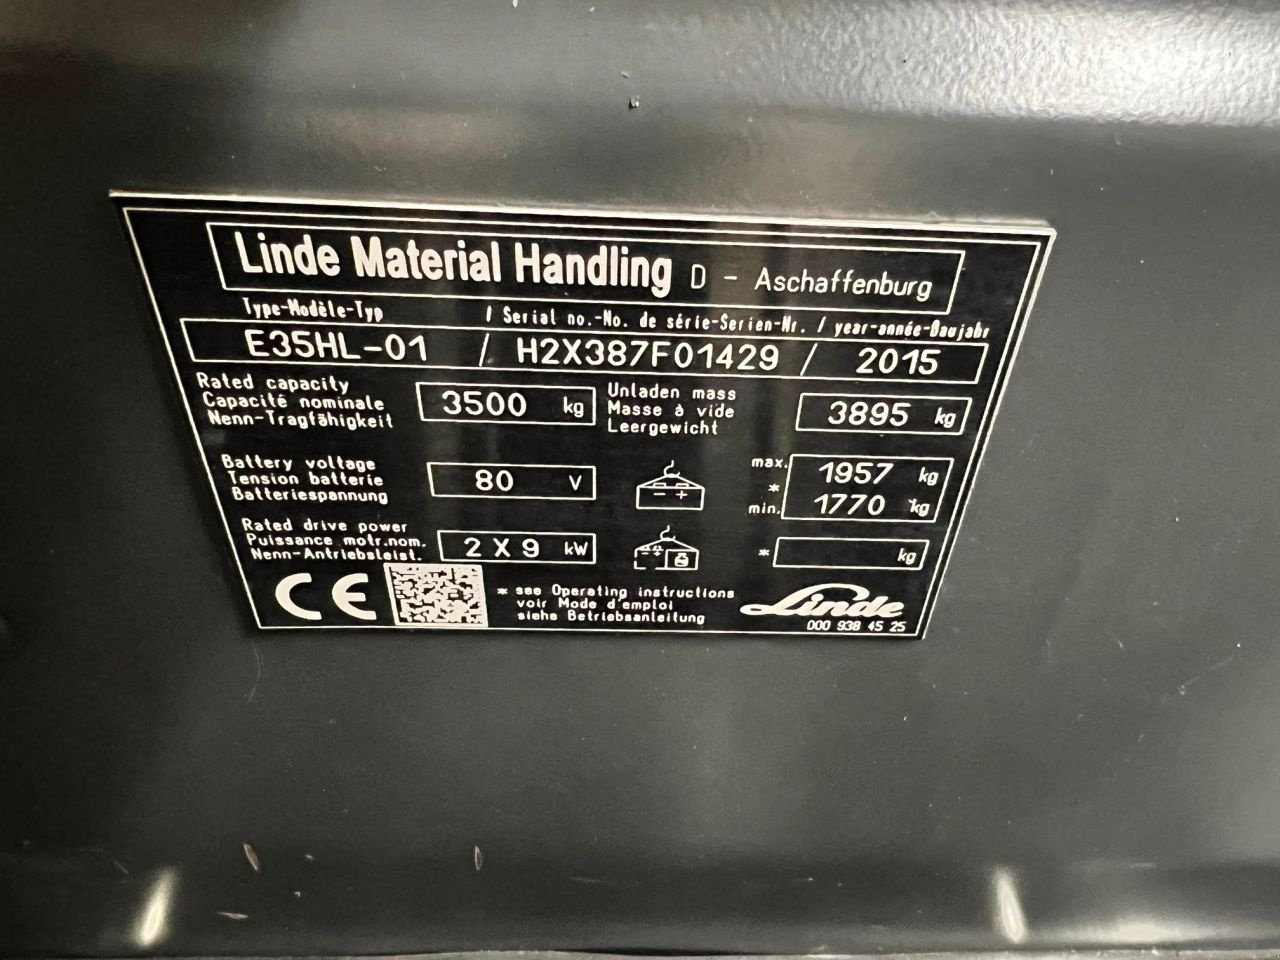 Linde Material Handling D - Aschaffenburg
Type-Modèle-Typ / Serial no.-No. de série-Serien-Nr. / year-année-Baujahr
E35HL-01 / H2X387F01429 / 2015
Rated capacity
Capacité nominale
Nenn-Tragfähigkeit
3500 kg
Unladen mass
Masse à vide
Leergewicht
3895 kg
Battery voltage
Tension batterie
Batteriespannung
80 V
- +
max. 1957 kg
*
min. 1770 kg
Rated drive power
Puissance motr.nom.
Nenn-Antriebsleist.
2 X 9 kW
* kg
CE
* see Operating instructions
voir Mode d'emploi
siehe Betriebsanleitung
Linde
000 938 45 25